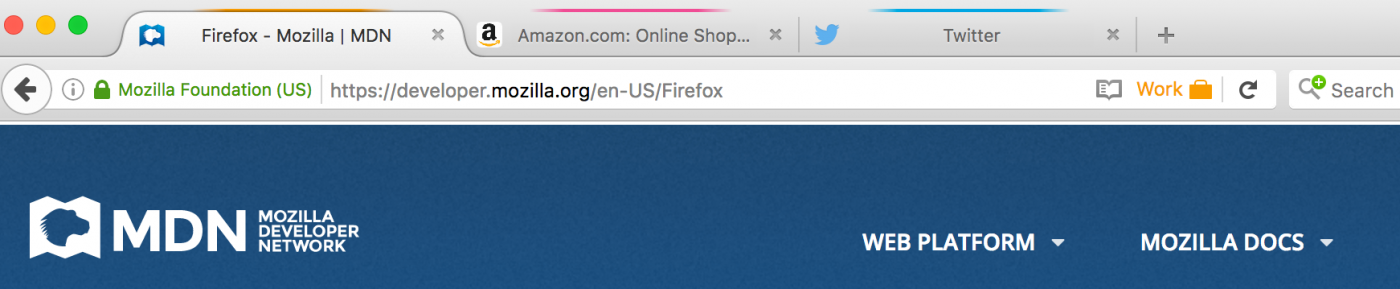 Firefox - Mozilla | MDN
Amazon.com: Online Shop...
Twitter
Mozilla Foundation (US)
https://developer.mozilla.org/en-US/Firefox
Work
Search
MDN
MOZILLA
DEVELOPER
NETWORK
WEB PLATFORM
MOZILLA DOCS